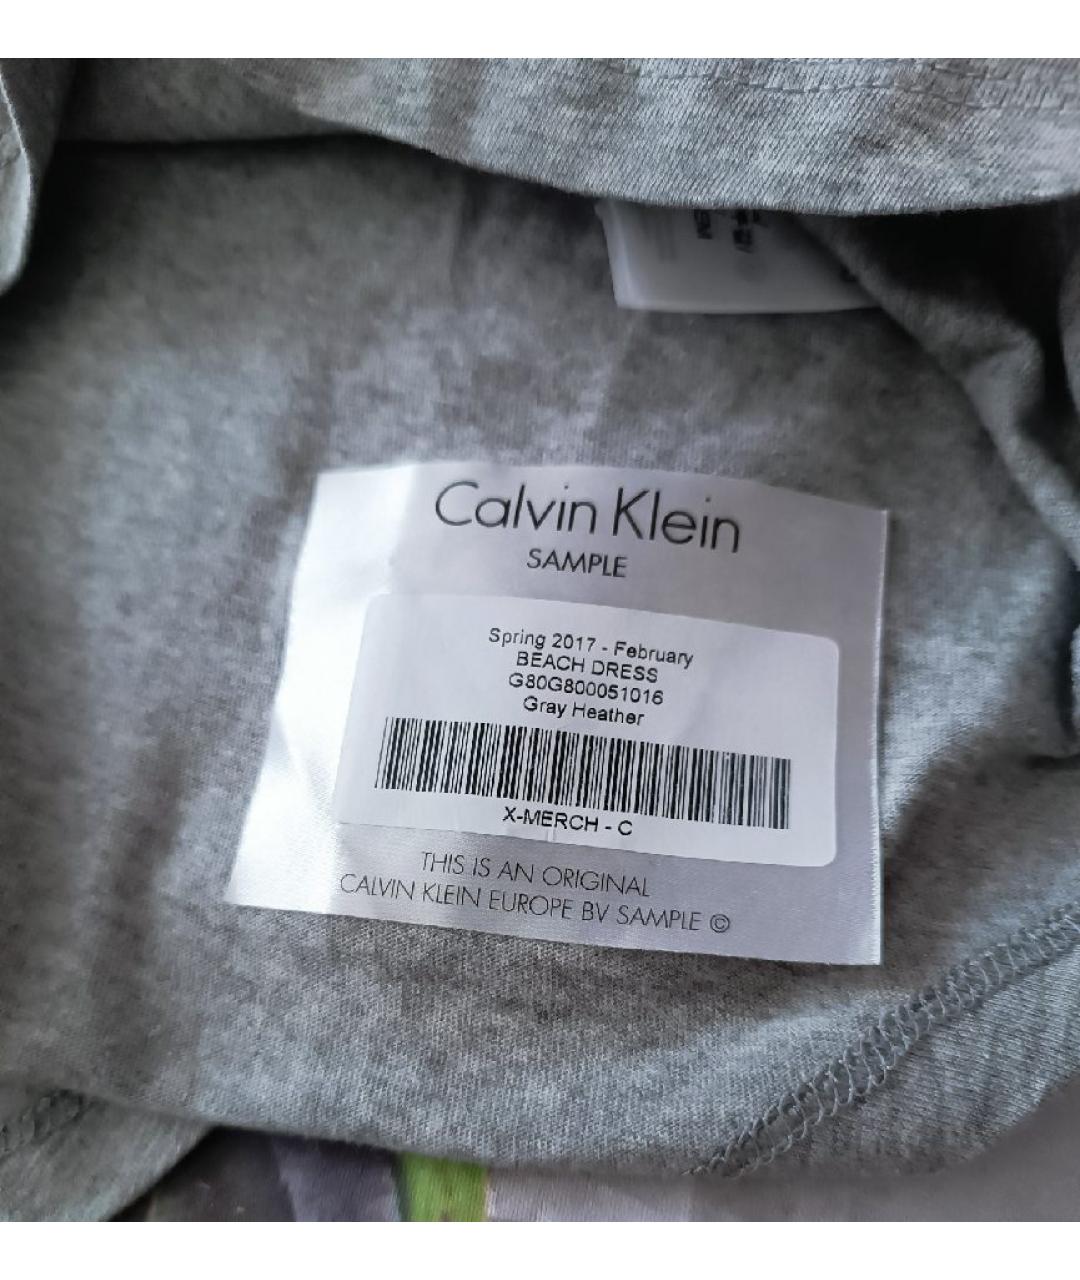 Calvin Klein
SAMPLE
Spring 2017 - February
BEACH DRESS
G80G800051016
Gray Heather
X-MERCH - C
THIS IS AN ORIGINAL
CALVIN KLEIN EUROPE BV SAMPLE ©